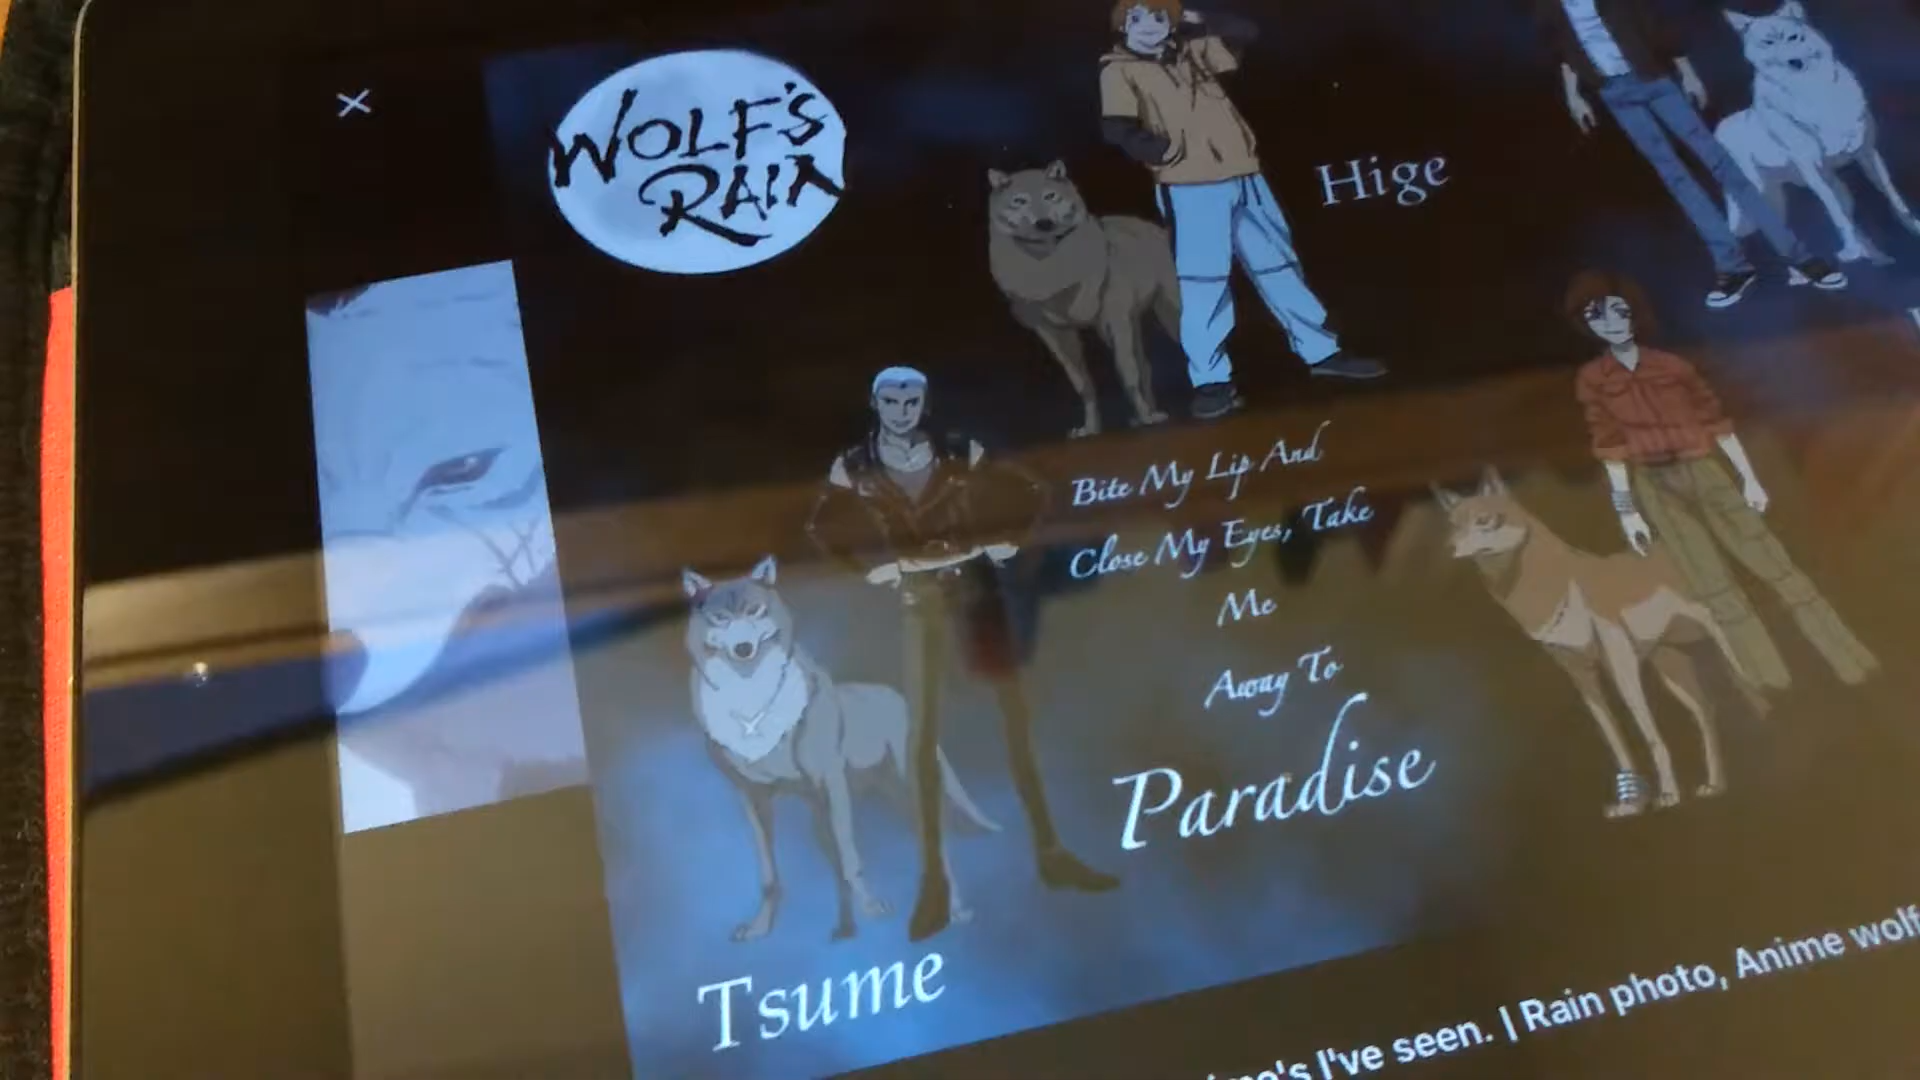 WOLF'S
RAIN
Hige
Bite My Lip And
Close My Eyes, Take
Me
Away To
Paradise
Tsume
I've seen. | Rain photo, Anime wolf